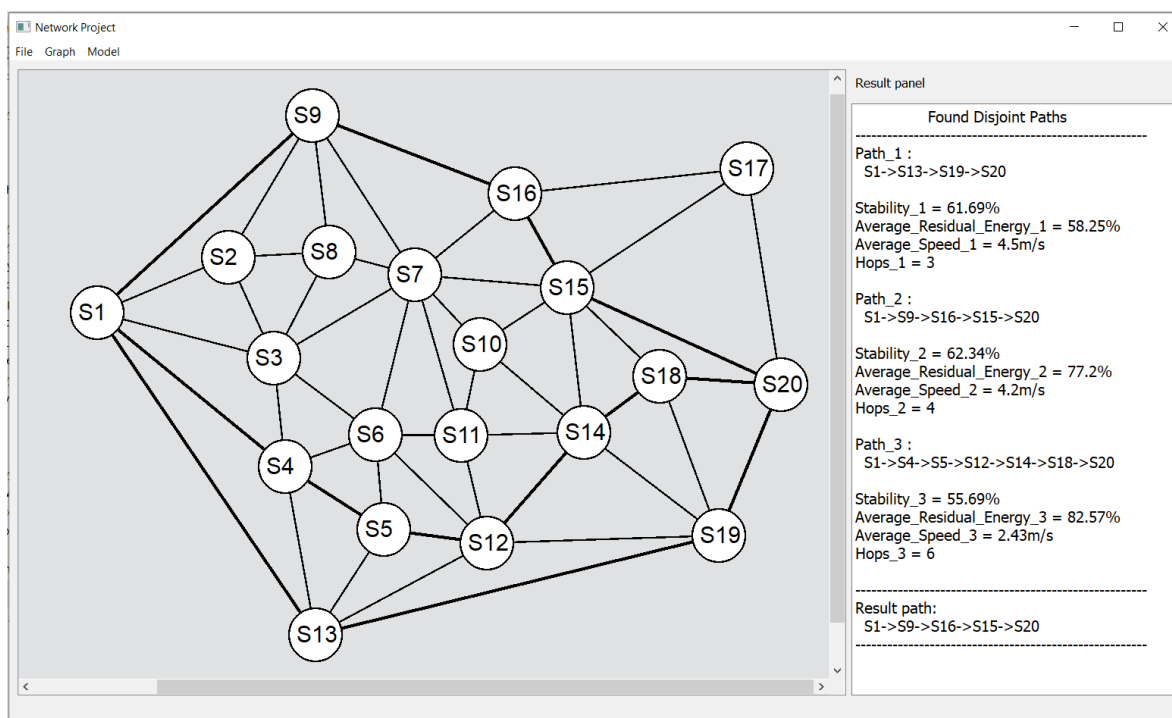 Network Project
File Graph Model
S9
S17
S16
S2
S8
S7
S15
S1
S3
S10
S18
S20
S6
S11
S14
S4
S5
S12
S19
S13
Result panel
Found Disjoint Paths
-------------------------------------------------------
Path_1 :
S1->S13->S19->S20
Stability_1 = 61.69%
Average_Residual_Energy_1 = 58.25%
Average_Speed_1 = 4.5m/s
Hops_1 = 3
Path_2 :
S1->S9->S16->S15->S20
Stability_2 = 62.34%
Average_Residual_Energy_2 = 77.2%
Average_Speed_2 = 4.2m/s
Hops_2 = 4
Path_3 :
S1->S4->S5->S12->S14->S18->S20
Stability_3 = 55.69%
Average_Residual_Energy_3 = 82.57%
Average_Speed_3 = 2.43m/s
Hops_3 = 6
-------------------------------------------------------
Result path:
S1->S9->S16->S15->S20
-------------------------------------------------------